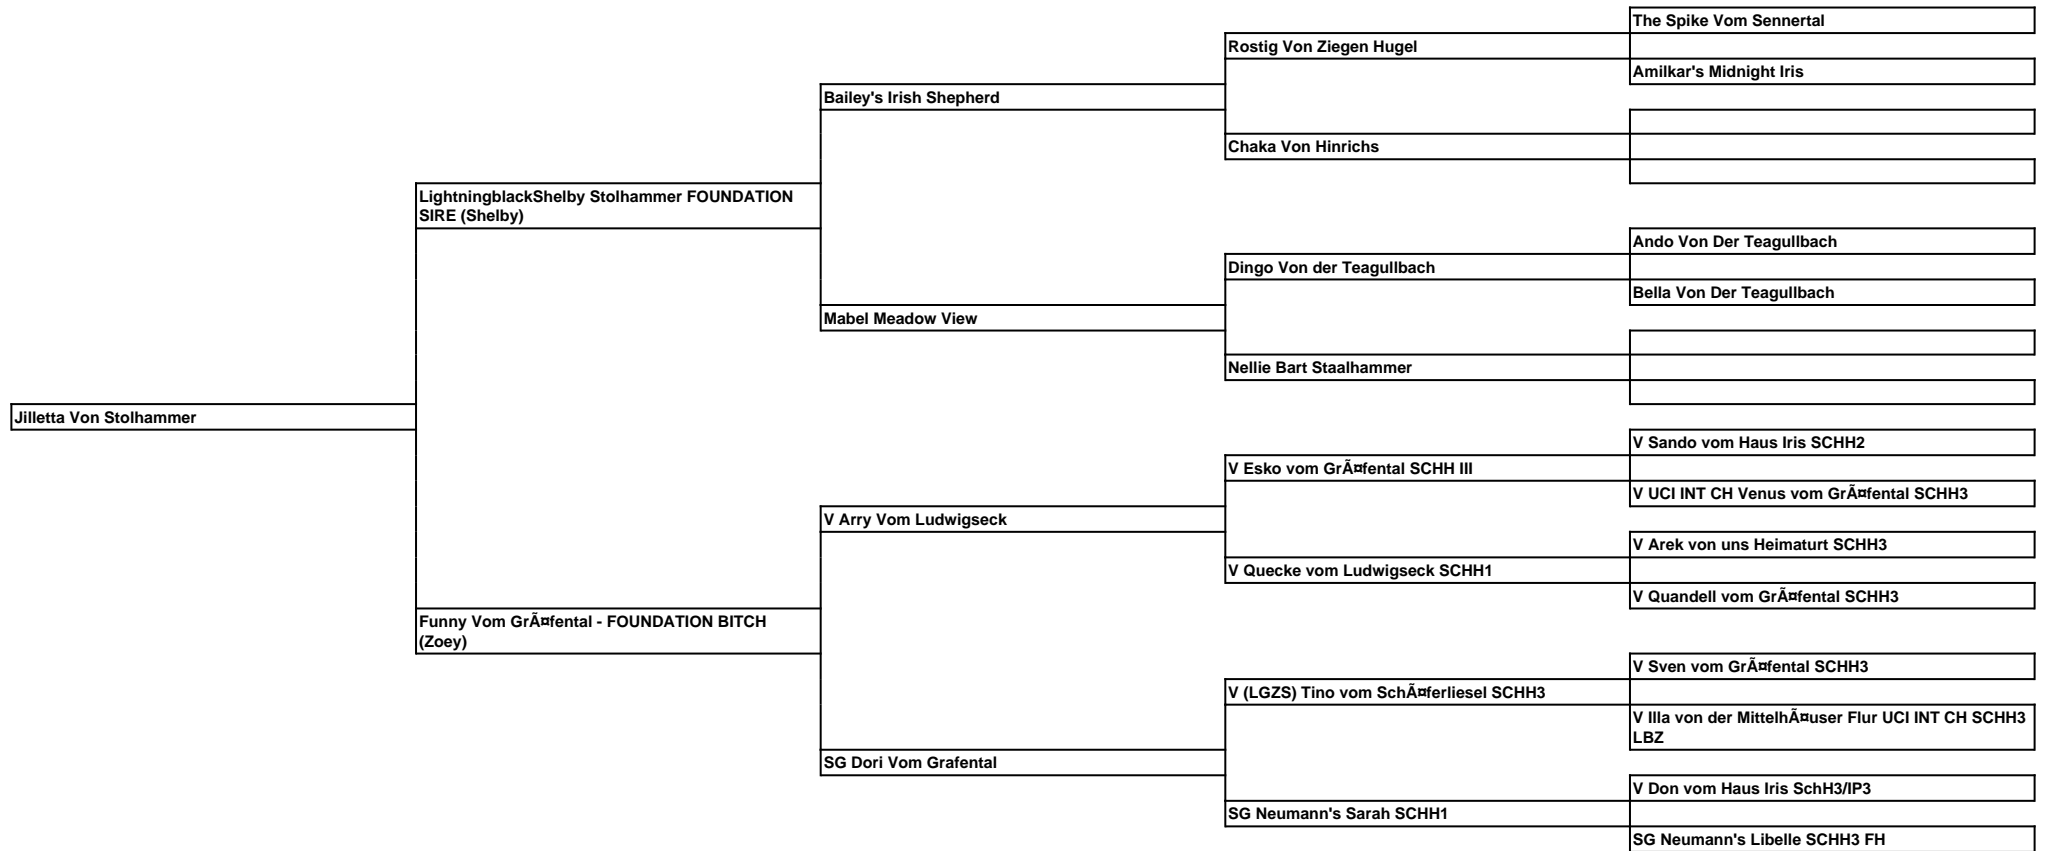 The Spike Vom Sennertal
Rostig Von Ziegen Hugel
Amilkar's Midnight Iris
Bailey's Irish Shepherd
Chaka Von Hinrichs
LightningblackShelby Stolhammer FOUNDATION
SIRE (Shelby)
Ando Von Der Teagullbach
Dingo Von der Teagullbach
Bella Von Der Teagullbach
Mabel Meadow View
Nellie Bart Staalhammer
Jilletta Von Stolhammer
V Sando vom Haus Iris SCHH2
V Esko vom GrÃ¤fental SCHH III
V UCI INT CH Venus vom GrÃ¤fental SCHH3
V Arry Vom Ludwigseck
V Arek von uns Heimaturt SCHH3
V Quecke vom Ludwigseck SCHH1
V Quandell vom GrÃ¤fental SCHH3
Funny Vom GrÃ¤fental - FOUNDATION BITCH
(Zoey)
V Sven vom GrÃ¤fental SCHH3
V (LGZS) Tino vom SchÃ¤ferliesel SCHH3
V Illa von der MittelhÃ¤user Flur UCI INT CH SCHH3
LBZ
SG Dori Vom Grafental
V Don vom Haus Iris SchH3/IP3
SG Neumann's Sarah SCHH1
SG Neumann's Libelle SCHH3 FH